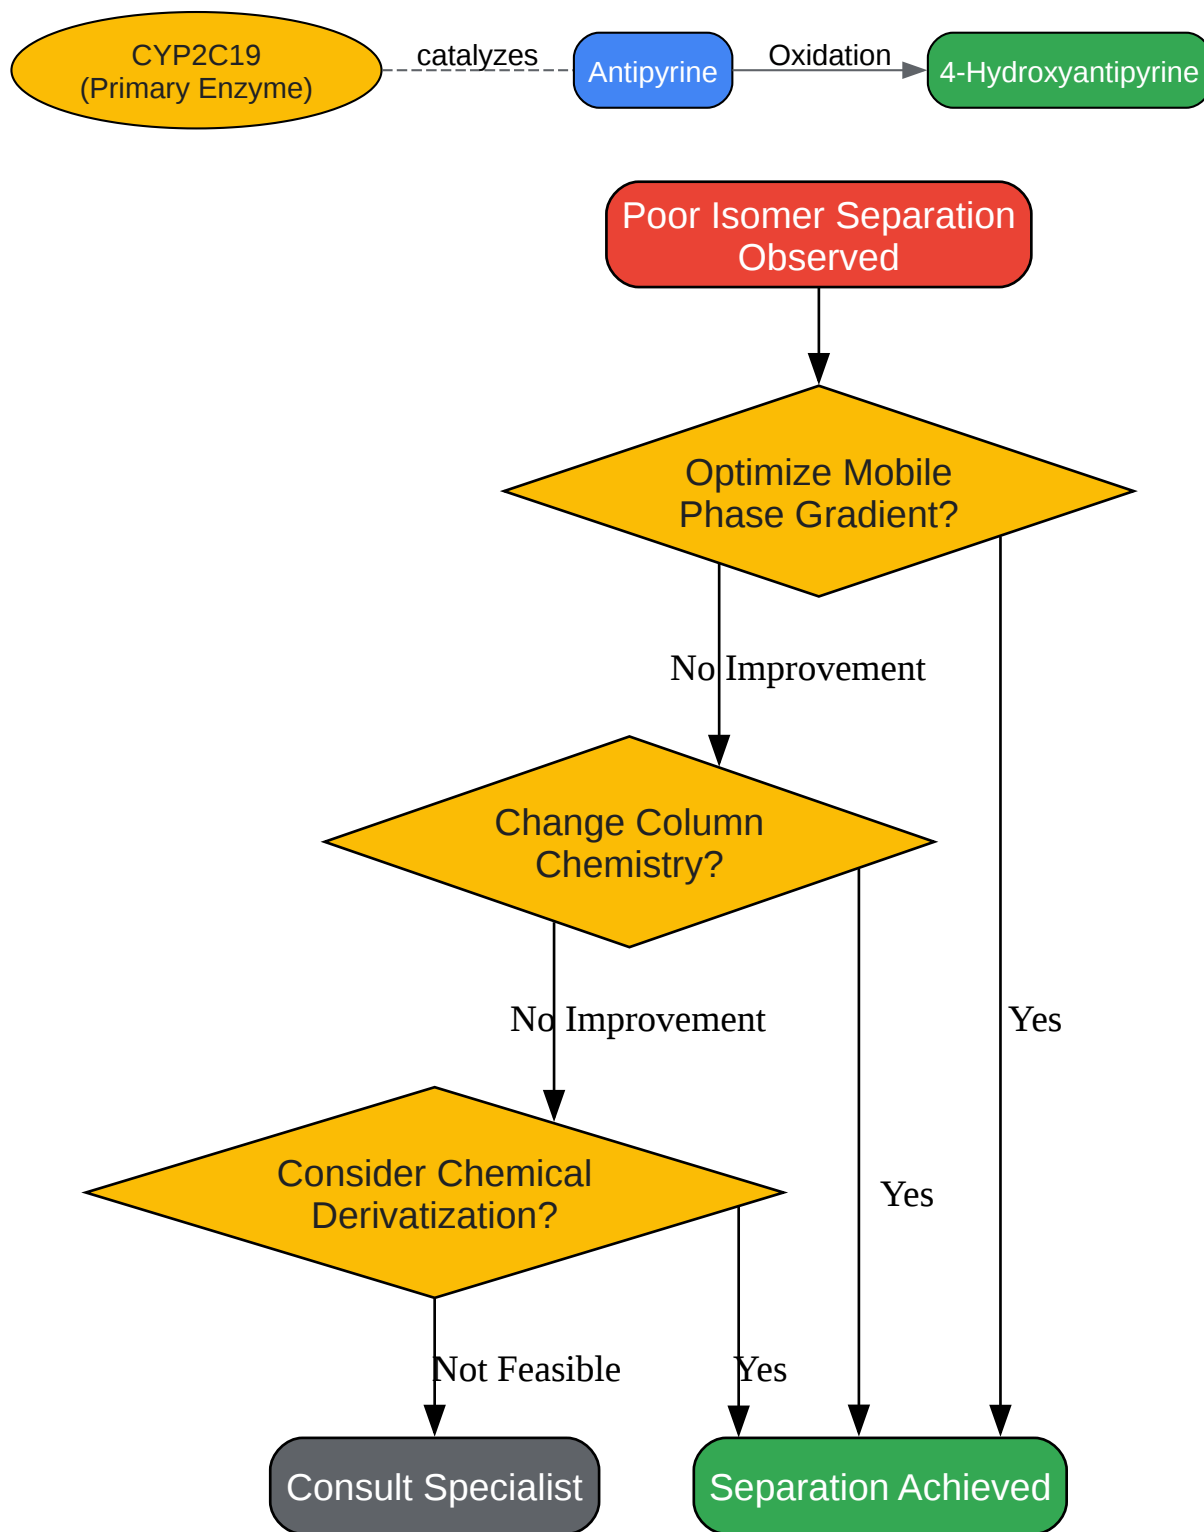 CYP2C19
(Primary Enzyme)
catalyzes
Antipyrine
Oxidation
4-Hydroxyantipyrine
Poor Isomer Separation
Observed
Optimize Mobile
Phase Gradient?
No Improvement
Change Column
Chemistry?
No Improvement
Yes
Consider Chemical
Derivatization?
Yes
Not Feasible
Yes
Consult Specialist
Separation Achieved